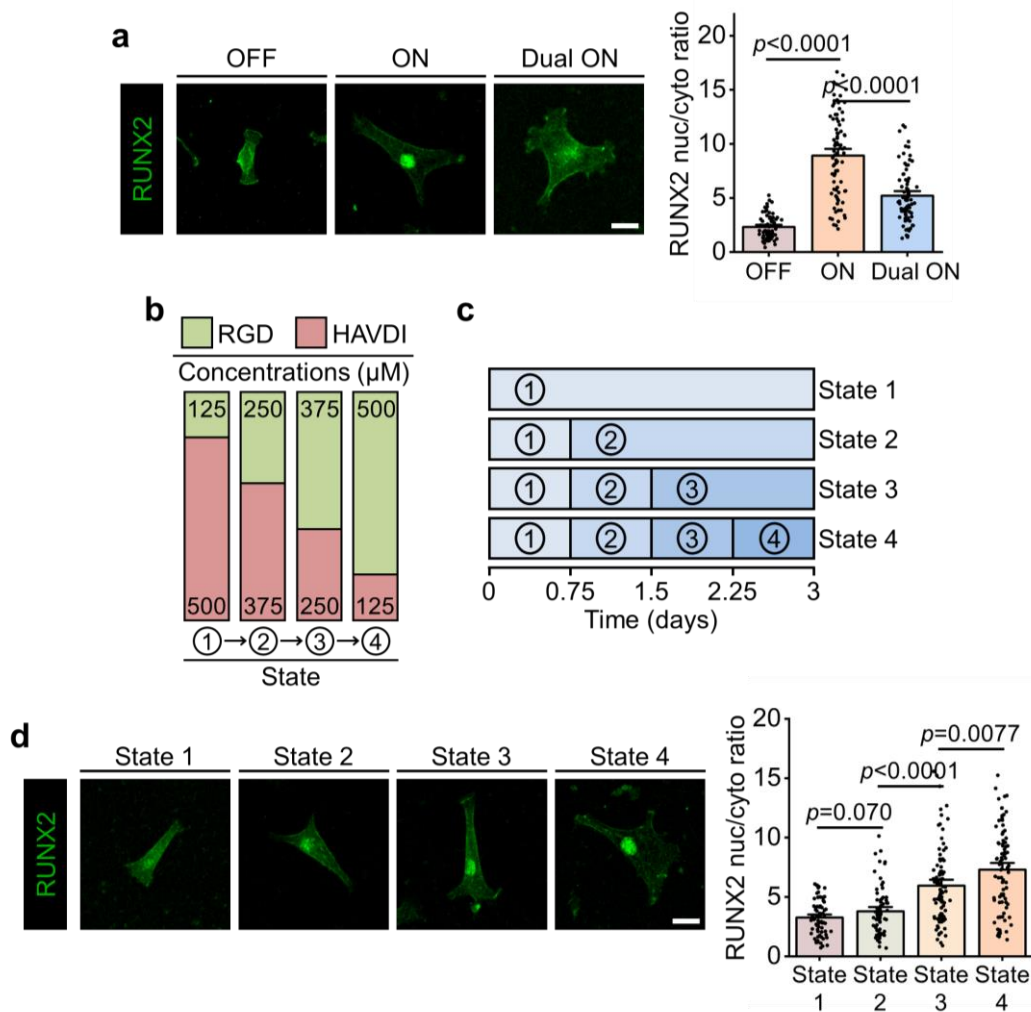 a
OFF
ON
Dual ON
RUNX2
RUNX2 nuc/cyto ratio
20
15
10
5
0
p<0.0001
p<0.0001
OFF
ON
Dual ON
b
RGD
HAVDI
Concentrations (µM)
125
250
375
500
500
375
250
125
1 → 2 → 3 → 4
State
c
1
State 1
1
2
State 2
1
2
3
State 3
1
2
3
4
State 4
0
0.75
1.5
2.25
3
Time (days)
d
State 1
State 2
State 3
State 4
RUNX2
RUNX2 nuc/cyto ratio
20
15
10
5
0
p=0.070
p<0.0001
p=0.0077
State 1
State 2
State 3
State 4